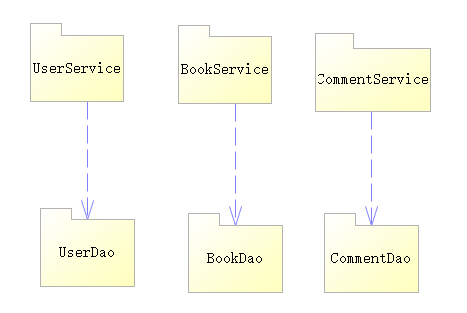 UserService
BookService
CommentService
UserDao
BookDao
CommentDao